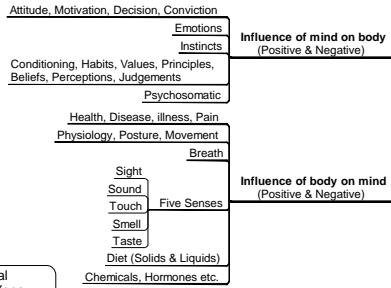 Attitude, Motivation, Decision, Conviction
Emotions
Instincts
Conditioning, Habits, Values, Principles,
Beliefs, Perceptions, Judgements
Psychosomatic
Influence of mind on body
(Positive & Negative)
Health, Disease, illness, Pain
Physiology, Posture, Movement
Breath
Sight
Sound
Touch
Smell
Taste
Five Senses
Diet (Solids & Liquids)
Chemicals, Hormones etc.
Influence of body on mind
(Positive & Negative)